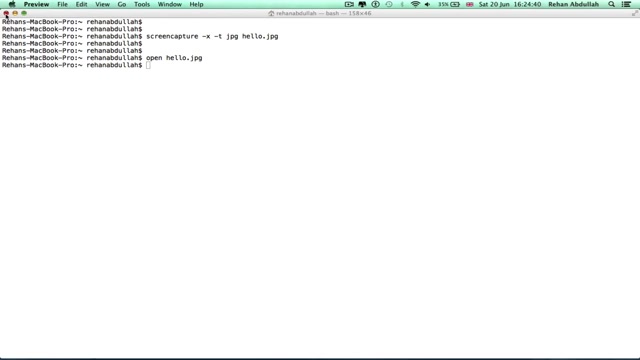 Preview File Edit View Go Tools Window Help 35% Sat 20 Jun 16:24:40 Rehan Abdullah
rehanabdullah — bash — 158×46
Rehans-MacBook-Pro:~ rehanabdullah$
Rehans-MacBook-Pro:~ rehanabdullah$
Rehans-MacBook-Pro:~ rehanabdullah$ screencapture -x -t jpg hello.jpg
Rehans-MacBook-Pro:~ rehanabdullah$
Rehans-MacBook-Pro:~ rehanabdullah$
Rehans-MacBook-Pro:~ rehanabdullah$ open hello.jpg
Rehans-MacBook-Pro:~ rehanabdullah$